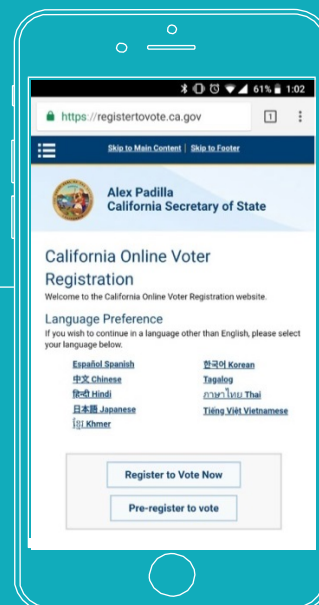 61% 1:02
https://registertovote.ca.gov 1
Skip to Main Content | Skip to Footer
Alex Padilla
California Secretary of State
California Online Voter
Registration
Welcome to the California Online Voter Registration website.
Language Preference
If you wish to continue in a language other than English, please select
your language below.
Español Spanish
中文 Chinese
हिन्दी Hindi
日本語 Japanese
ខ្មែរ Khmer
한국어 Korean
Tagalog
ภาษาไทย Thai
Tiếng Việt Vietnamese
Register to Vote Now
Pre-register to vote